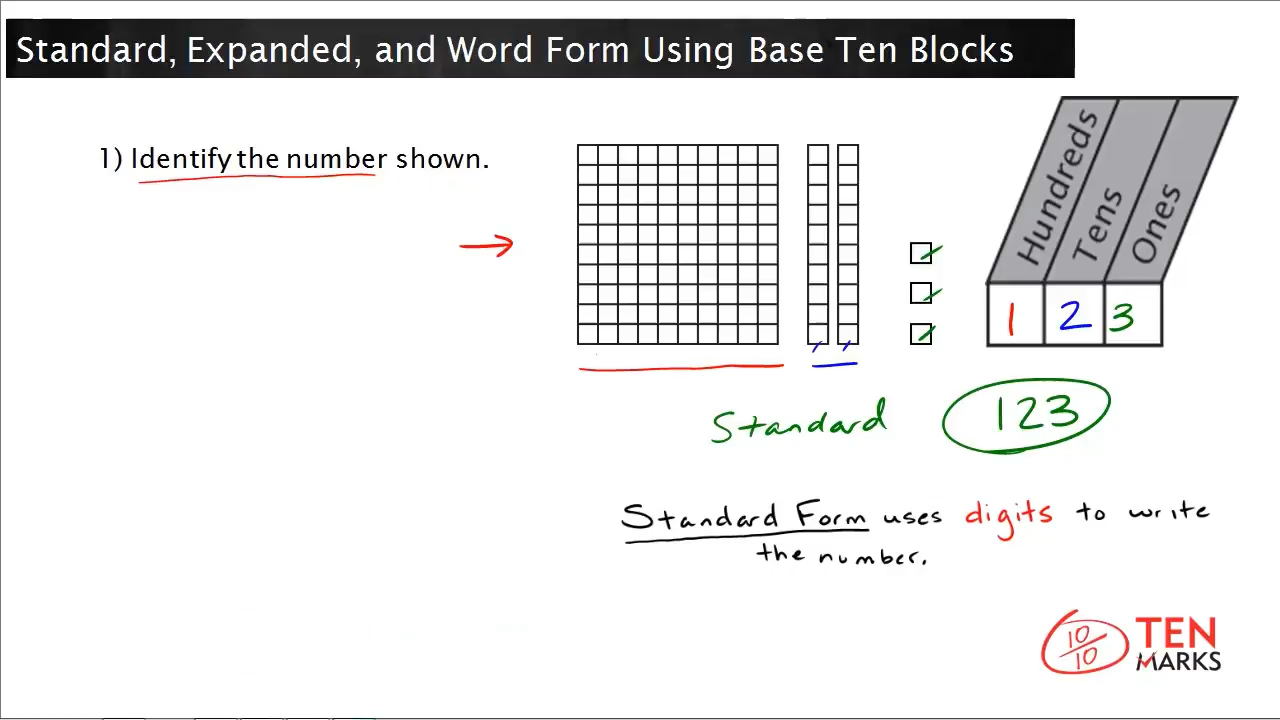 Standard, Expanded, and Word Form Using Base Ten Blocks
1) Identify the number shown.
Hundreds Tens Ones
1 2 3
Standard 123
Standard Form uses digits to write
the number.
10/10 TEN
MARKS